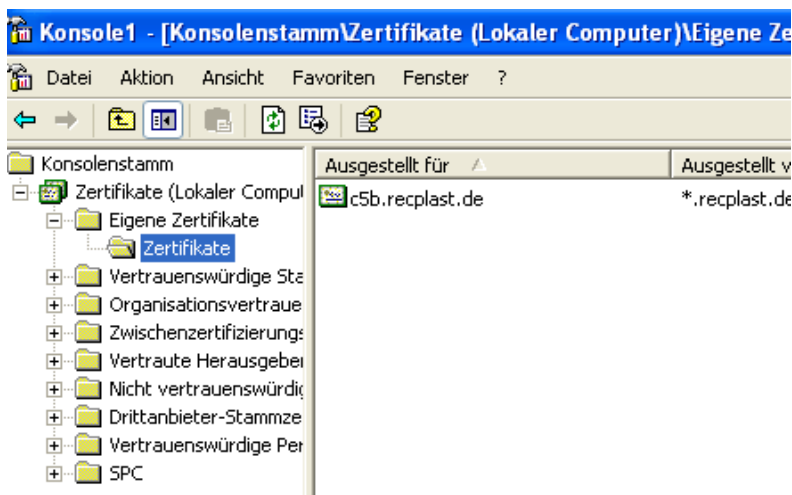 Konsole1 - [Konsolenstamm\Zertifikate (Lokaler Computer)\Eigene Ze
Datei Aktion Ansicht Favoriten Fenster ?
Konsolenstamm
Zertifikate (Lokaler Comput
Eigene Zertifikate
Zertifikate
Vertrauenswürdige Sta
Organisationsvertraue
Zwischenzertifizierungs
Vertraute Herausgeber
Nicht vertrauenswürdig
Drittanbieter-Stammze
Vertrauenswürdige Per
SPC
Ausgestellt für Ausgestellt v
c5b.recplast.de *.recplast.de